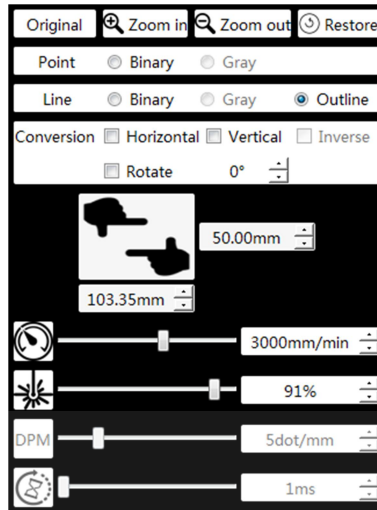 Original Zoom in Zoom out Restore
Point Binary Gray
Line Binary Gray Outline
Conversion Horizontal Vertical Inverse
Rotate 0°
50.00mm
103.35mm
3000mm/min
91%
DPM 5dot/mm
1ms